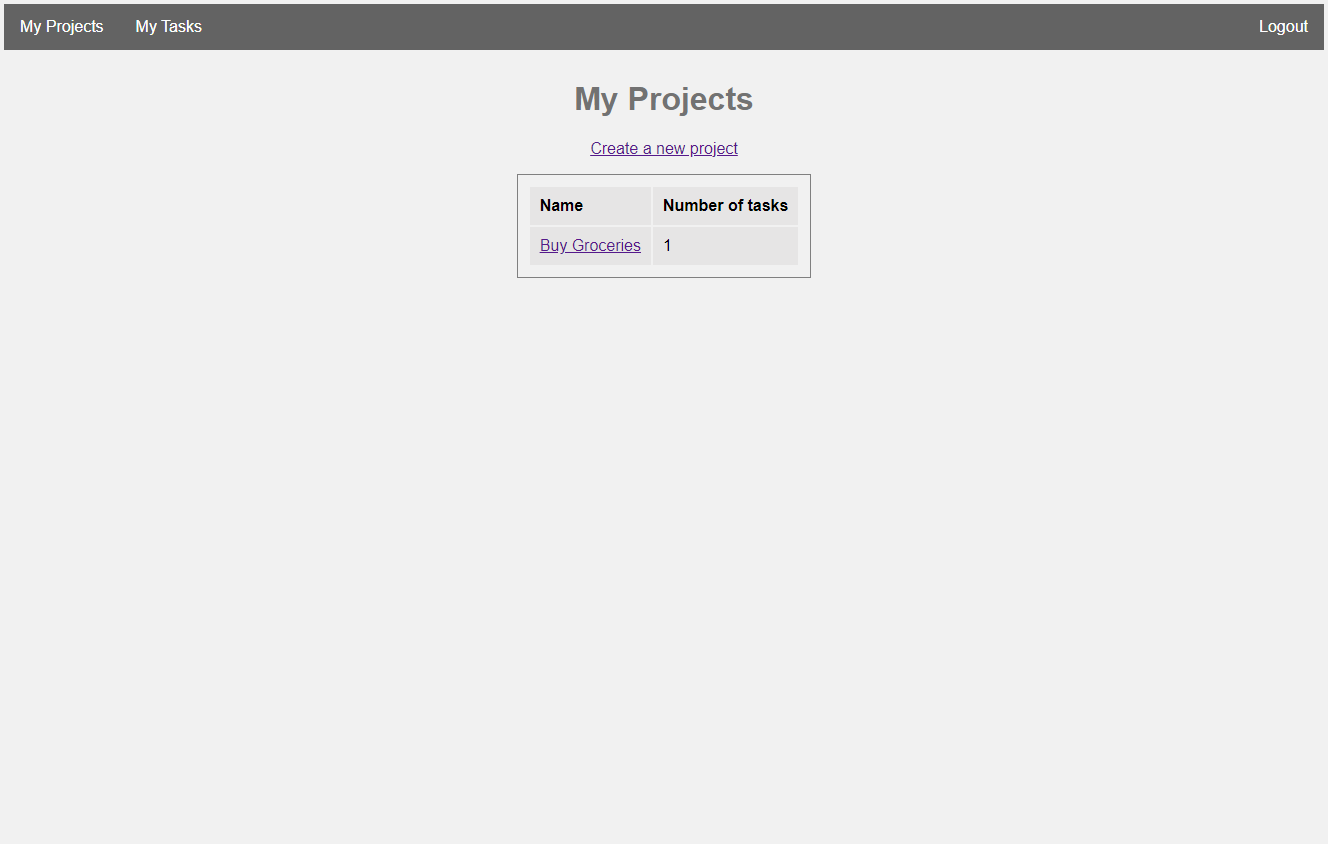 My Projects My Tasks Logout
My Projects
Create a new project
Name Number of tasks
Buy Groceries 1